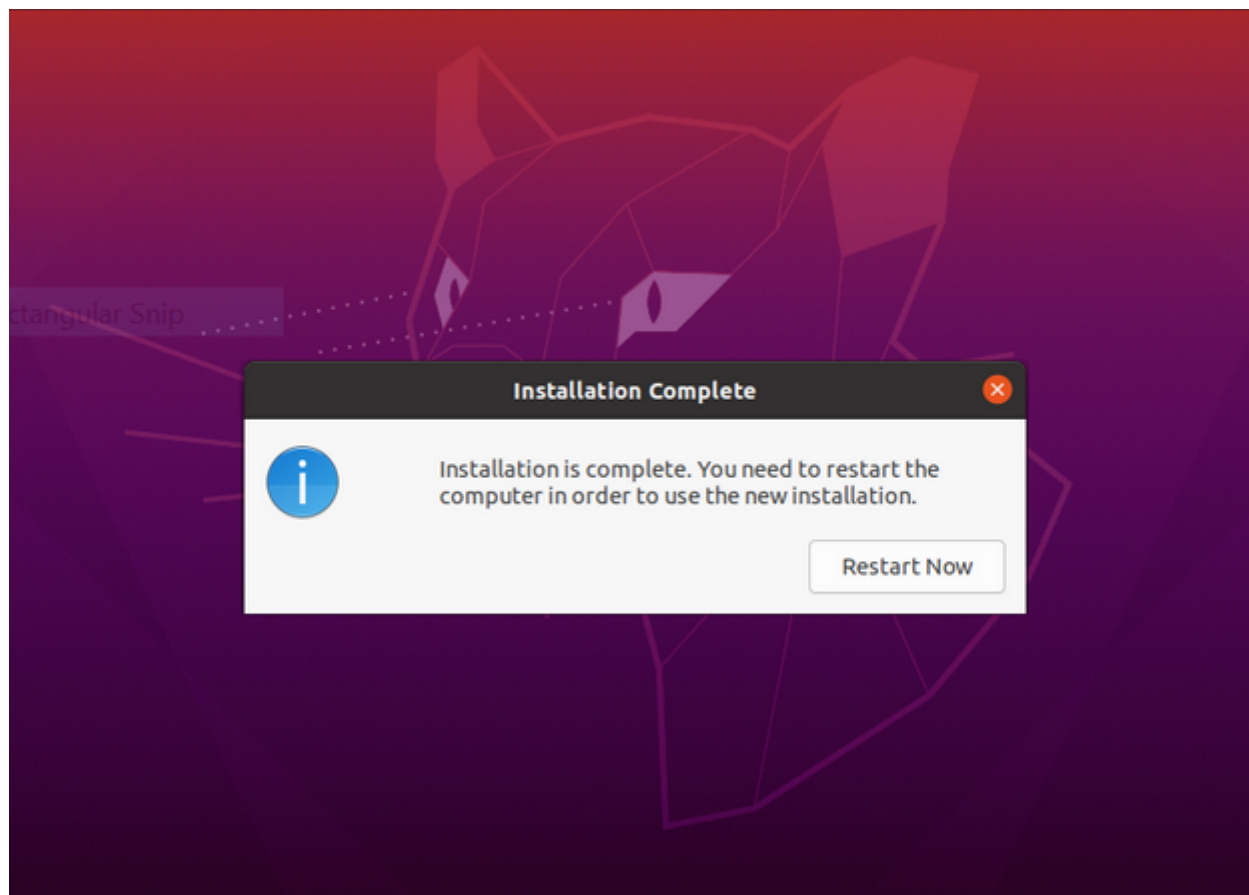 ctangular Snip
Installation Complete
Installation is complete. You need to restart the
computer in order to use the new installation.
Restart Now